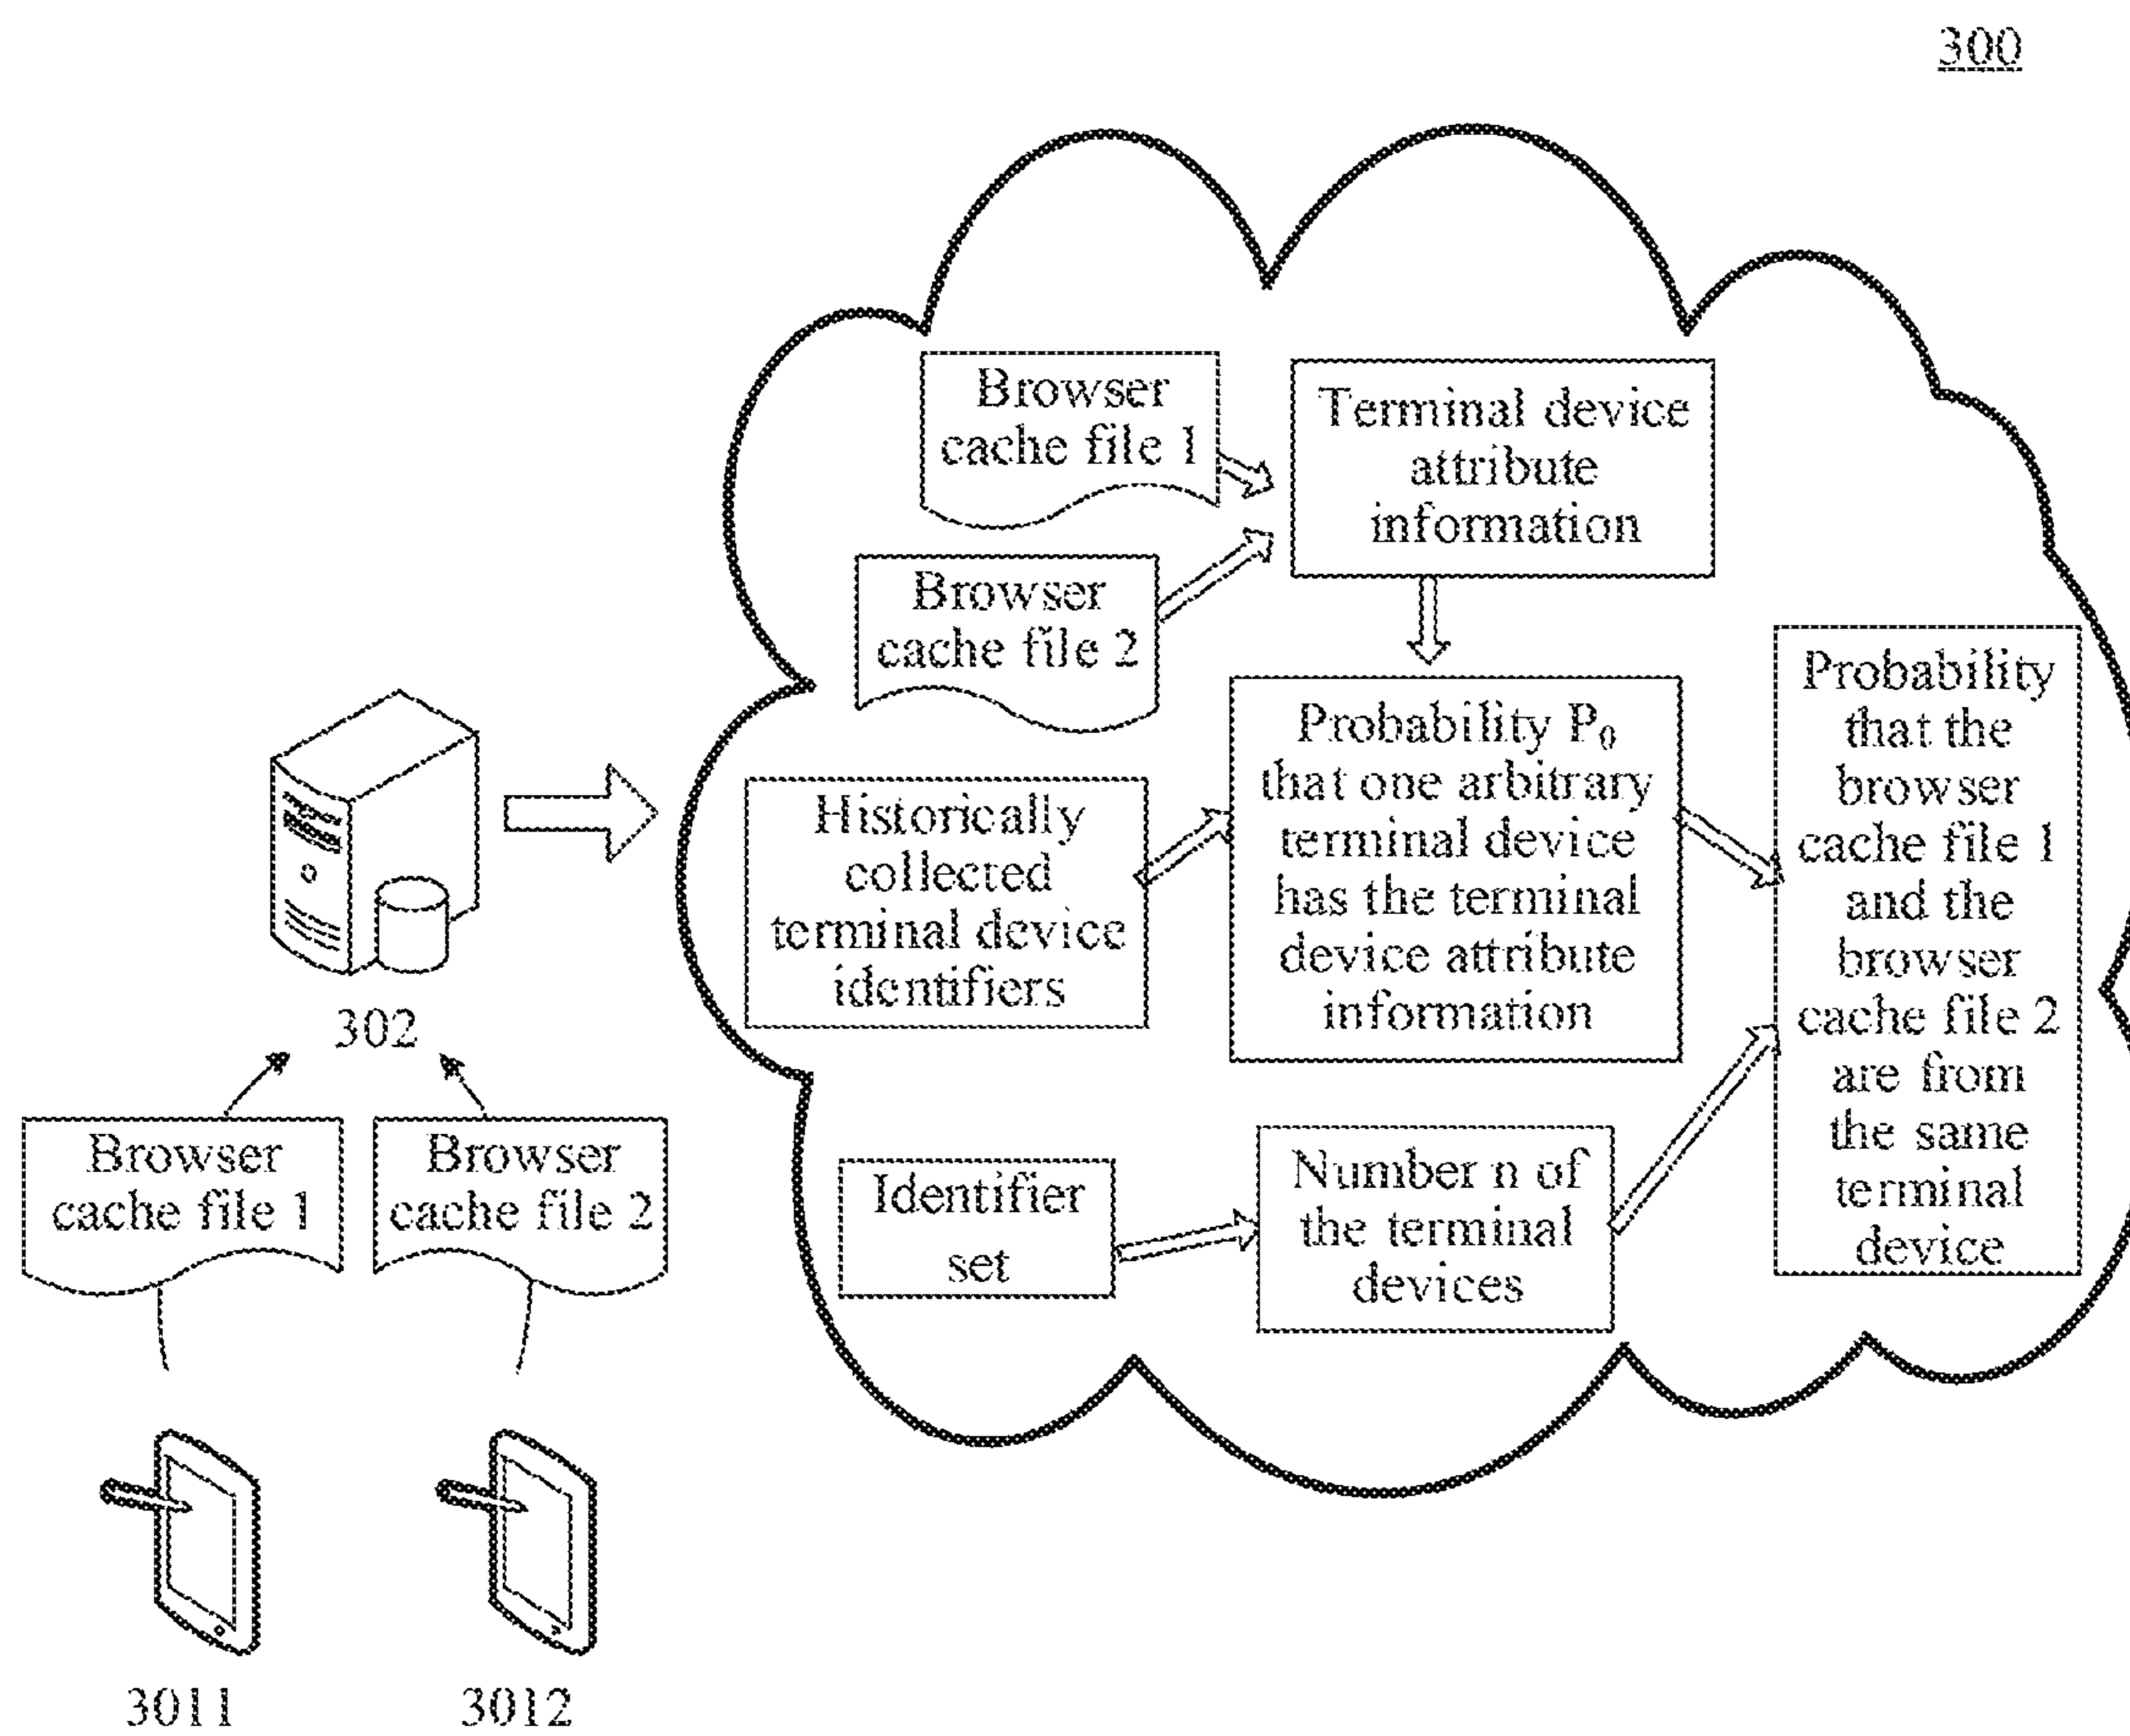 300
Browser
cache file 1
Terminal device
attribute
information
Browser
cache file 2
Probability P₀
that one arbitrary
terminal device
has the terminal
device attribute
information
Historically
collected
terminal device
identifiers
Probability
that the
browser
cache file 1
and the
browser
cache file 2
are from
the same
terminal
device
Identifier
set
Number n of
the terminal
devices
302
Browser
cache file 1
Browser
cache file 2
3011
3012